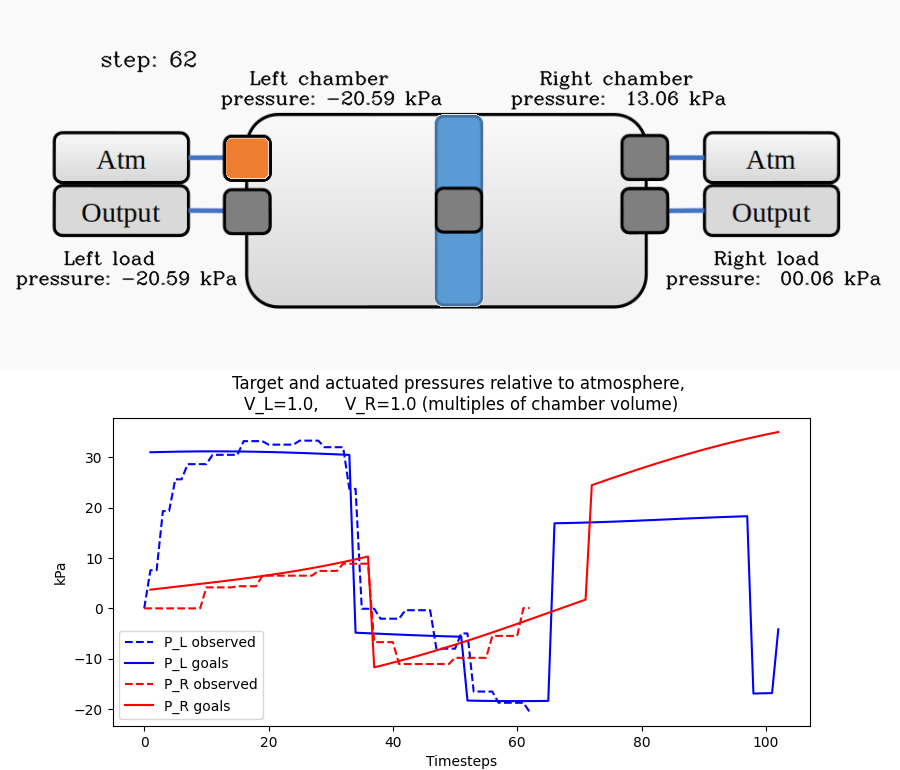 step: 62
Left chamber
pressure: −20.59 kPa
Right chamber
pressure: 13.06 kPa
Atm
Output
Atm
Output
Left load
pressure: −20.59 kPa
Right load
pressure: 00.06 kPa
Target and actuated pressures relative to atmosphere,
V_L=1.0, V_R=1.0 (multiples of chamber volume)
kPa
30
20
10
0
−10
−20
P_L observed
P_L goals
P_R observed
P_R goals
0 20 40 60 80 100
Timesteps